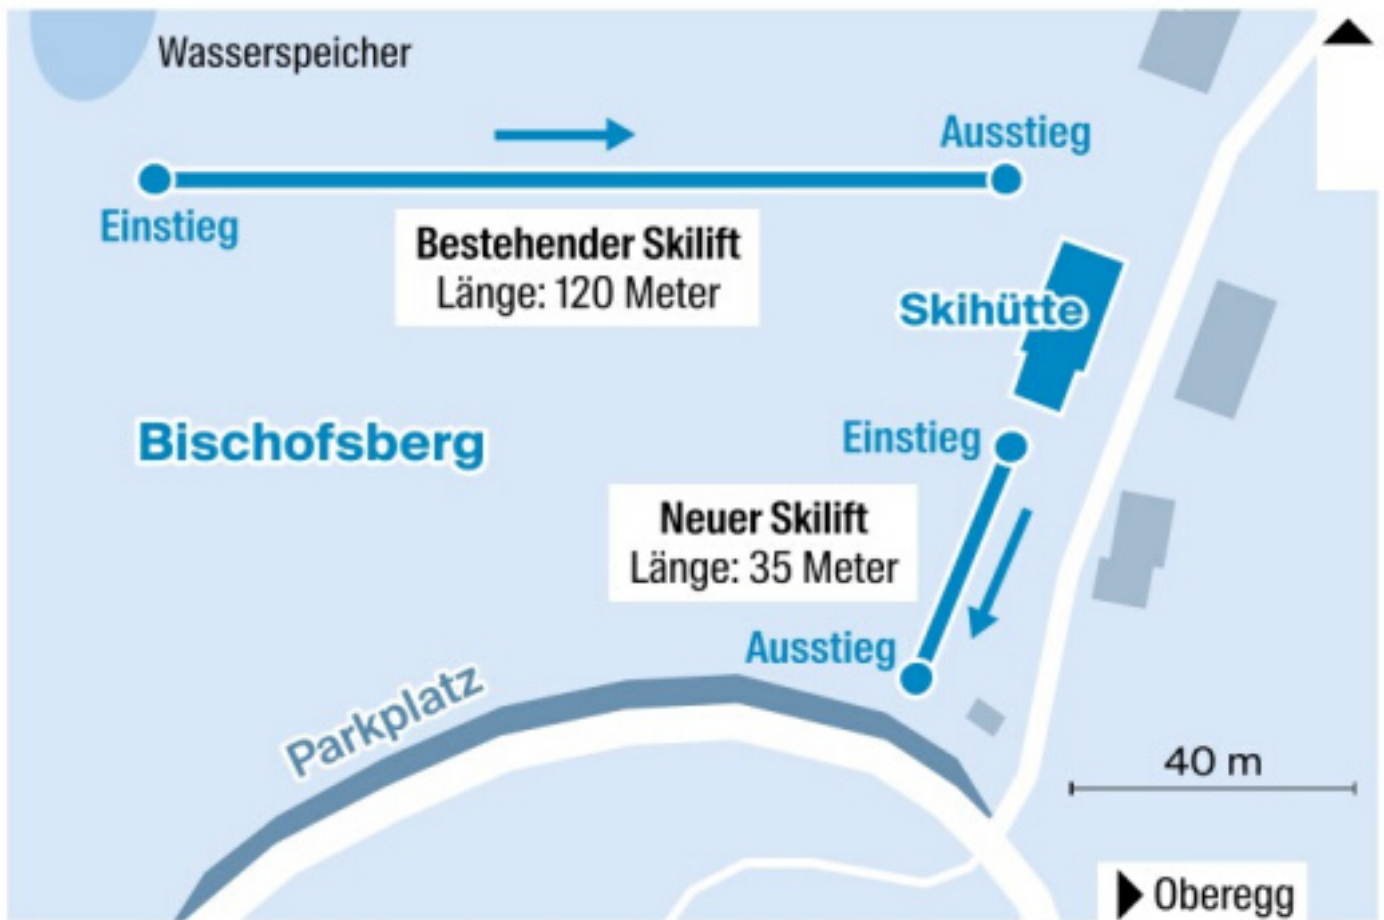 Wasserspeicher
Ausstieg
Einstieg
Bestehender Skilift
Länge: 120 Meter
Skihütte
Bischofsberg
Einstieg
Neuer Skilift
Länge: 35 Meter
Ausstieg
Parkplatz
40 m
Oberegg